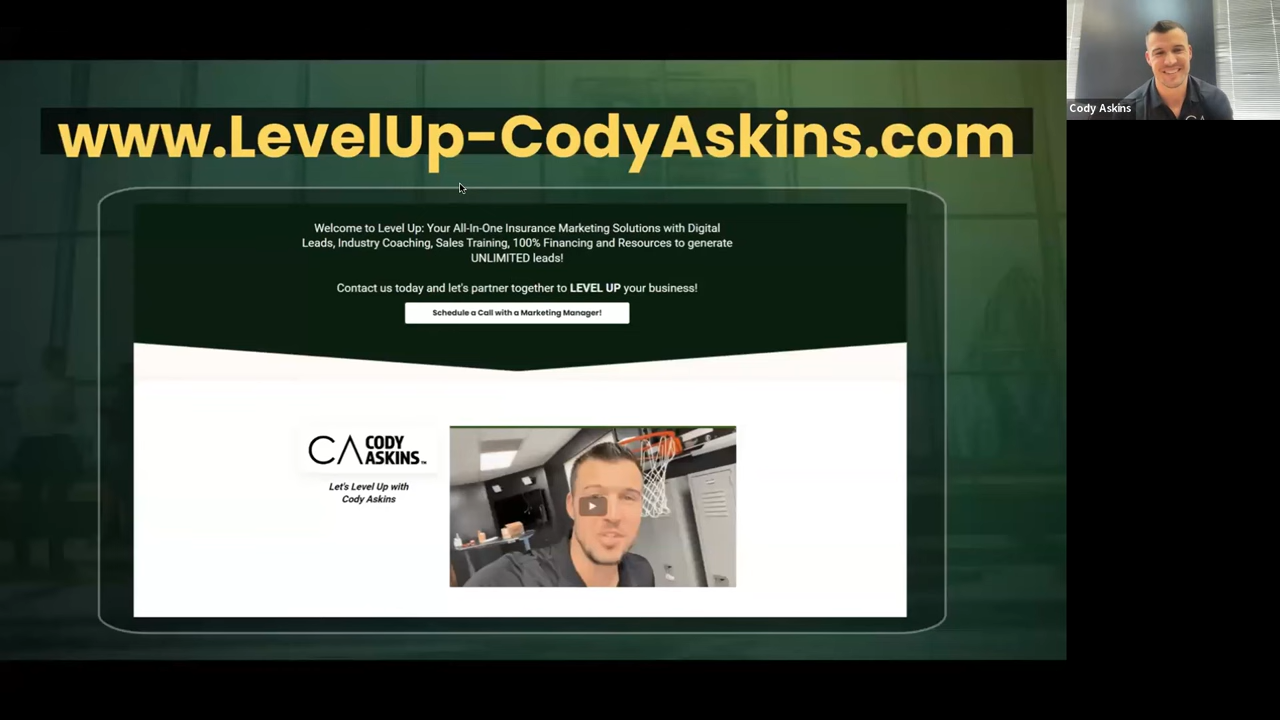 www.LevelUp-CodyAskins.com
Cody Askins
Welcome to Level Up: Your All-In-One Insurance Marketing Solutions with Digital
Leads, Industry Coaching, Sales Training, 100% Financing and Resources to generate
UNLIMITED leads!
Contact us today and let's partner together to LEVEL UP your business!
Schedule a Call with a Marketing Manager!
CA CODY
ASKINS™
Let's Level Up with
Cody Askins